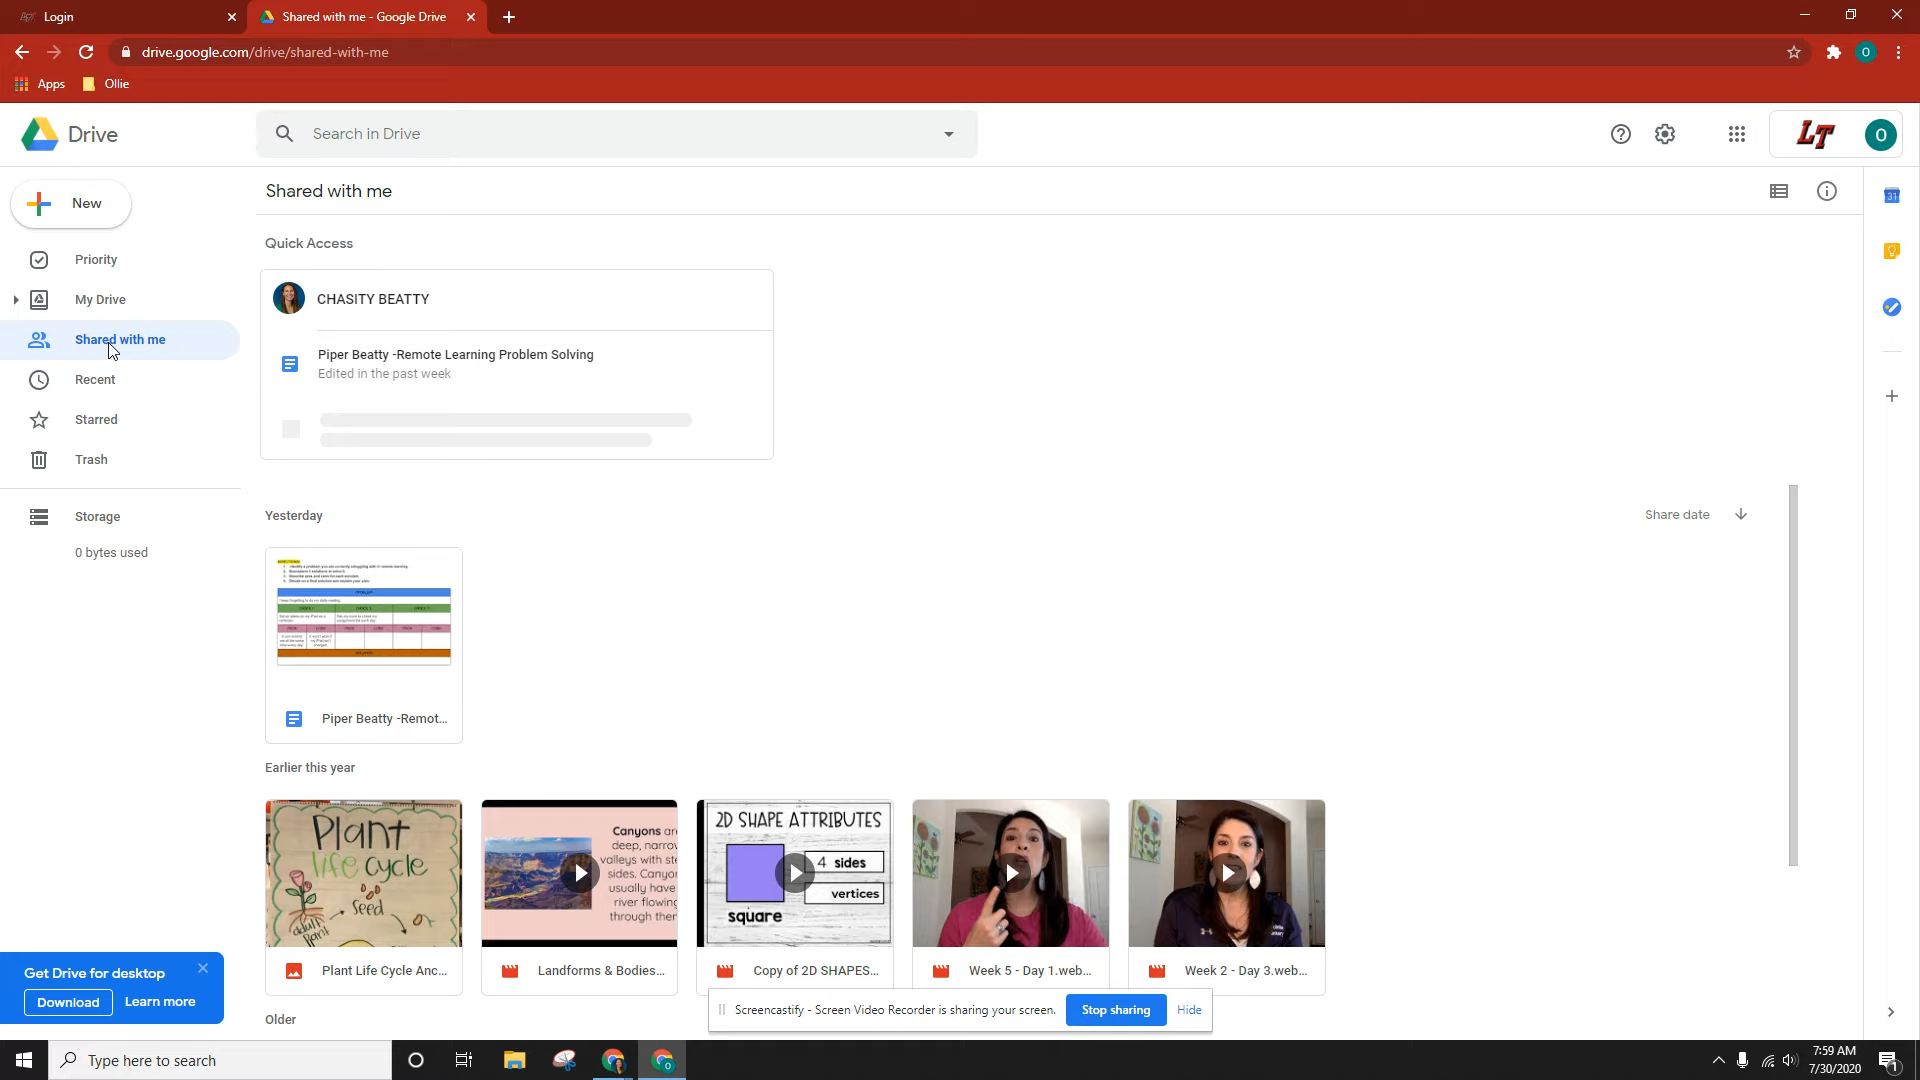 Login
Shared with me - Google Drive
drive.google.com/drive/shared-with-me
O
Apps
Ollie
Drive
Search in Drive
LT
O
New
Shared with me
31
Quick Access
Priority
CHASITY BEATTY
My Drive
Shared with me
Piper Beatty -Remote Learning Problem Solving
Edited in the past week
Recent
Starred
Trash
Storage
0 bytes used
Yesterday
Share date
Piper Beatty -Remot...
Earlier this year
Plant
life cycle
seed
adult
Plant
Canyons are
deep, narrow
valleys with ste
sides. Canyo
usually have
river flowing
through then
2D SHAPE ATTRIBUTES
4 sides
vertices
square
Plant Life Cycle Anc...
Landforms & Bodies...
Copy of 2D SHAPES...
Week 5 - Day 1.web...
Week 2 - Day 3.web...
Get Drive for desktop
Download
Learn more
Screencastify - Screen Video Recorder is sharing your screen.
Stop sharing
Hide
Older
Type here to search
O
7:59 AM
7/30/2020
1